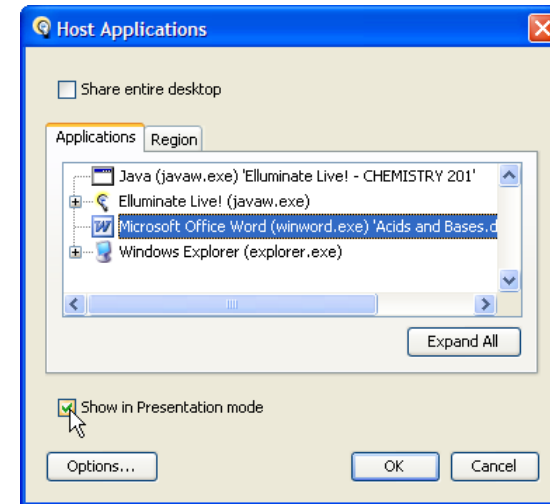 Host Applications
Share entire desktop
Applications Region
Java (javaw.exe) 'Elluminate Live! - CHEMISTRY 201'
Elluminate Live! (javaw.exe)
Microsoft Office Word (winword.exe) 'Acids and Bases.d
Windows Explorer (explorer.exe)
Expand All
Show in Presentation mode
Options... OK Cancel